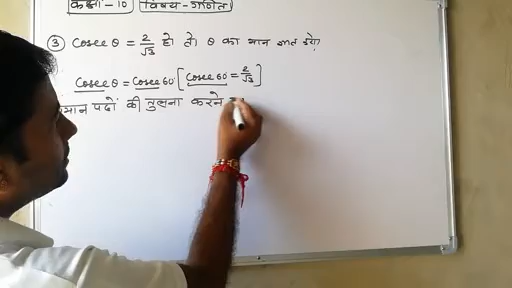 कक्षा-10 विषय-गणित
③ Cosec θ = 2/√3 हो तो θ का मान ज्ञात करो?
Cosec θ = Cosec 60° [Cosec 60° = 2/√3]
समान पदों की तुलना करने